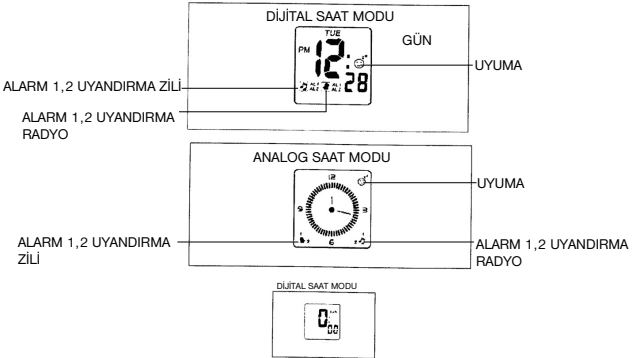 DİJİTAL SAAT MODU
TUE
GÜN
PM
12:
28
UYUMA
ALARM 1,2 UYANDIRMA ZİLİ
ALARM 1,2 UYANDIRMA
RADYO
ANALOG SAAT MODU
12
UYUMA
9
3
6
ALARM 1,2 UYANDIRMA
ZİLİ
ALARM 1,2 UYANDIRMA
RADYO
DİJİTAL SAAT MODU
0:
00